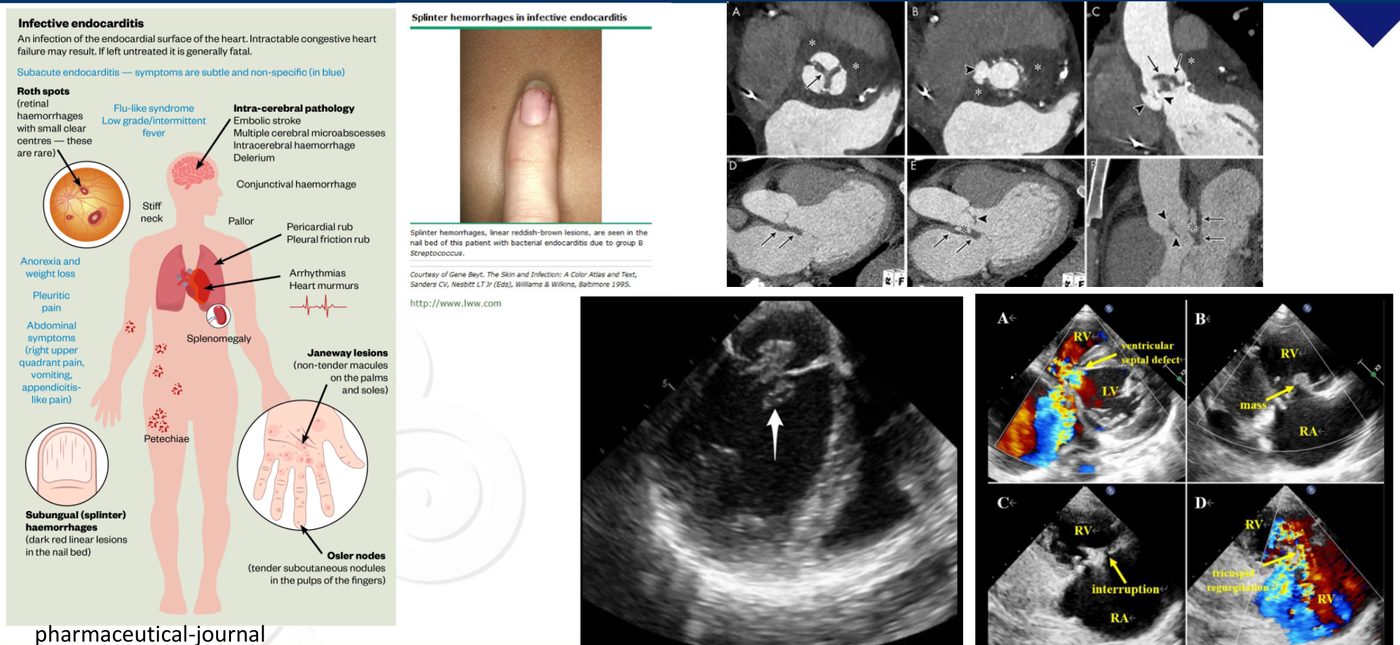 Infective endocarditis
An infection of the endocardial surface of the heart. Intractable congestive heart
failure may result. If left untreated it is generally fatal.
Subacute endocarditis — symptoms are subtle and non-specific (in blue)
Roth spots
(retinal
haemorrhages
with small clear
centres — these
are rare)
Flu-like syndrome
Low grade/intermittent
fever
Intra-cerebral pathology
Embolic stroke
Multiple cerebral microabscesses
Intracerebral haemorrhage
Delerium
Conjunctival haemorrhage
Stiff
neck
Pallor
Pericardial rub
Pleural friction rub
Anorexia and
weight loss
Arrhythmias
Heart murmurs
Pleuritic
pain
Abdominal
symptoms
(right upper
quadrant pain,
vomiting,
appendicitis-
like pain)
Splenomegaly
Janeway lesions
(non-tender macules
on the palms
and soles)
Petechiae
Subungual (splinter)
haemorrhages
(dark red linear lesions
in the nail bed)
Osler nodes
(tender subcutaneous nodules
in the pulps of the fingers)
pharmaceutical-journal
Splinter hemorrhages in infective endocarditis
Splinter hemorrhages, linear reddish-brown lesions, are seen in the
nail bed of this patient with bacterial endocarditis due to group B
Streptococcus.
Courtesy of Gene Beyt. The Skin and Infection: A Color Atlas and Text,
Sanders CV, Nesbitt LT Jr (Eds), Williams & Wilkins, Baltimore 1995.
http://www.lww.com
A
B
C
D
E
F
F
F
5
A
RV
ventricular
septal defect
LV
B
RV
mass
RA
C
RV
interruption
RA
D
RV
tricuspid
regurgitation
RV